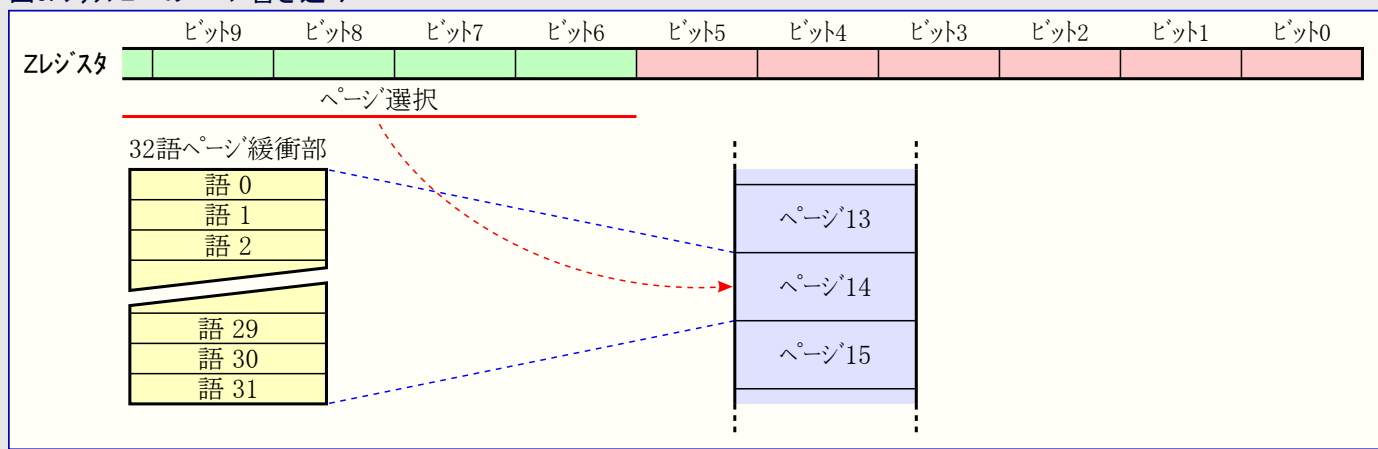 ビット9 ビット8 ビット7 ビット6 ビット5 ビット4 ビット3 ビット2 ビット1 ビット0
Zレジスタ
ページ選択
32語ページ緩衝部
語 0
語 1
語 2
語 29
語 30
語 31
ページ13
ページ14
ページ15